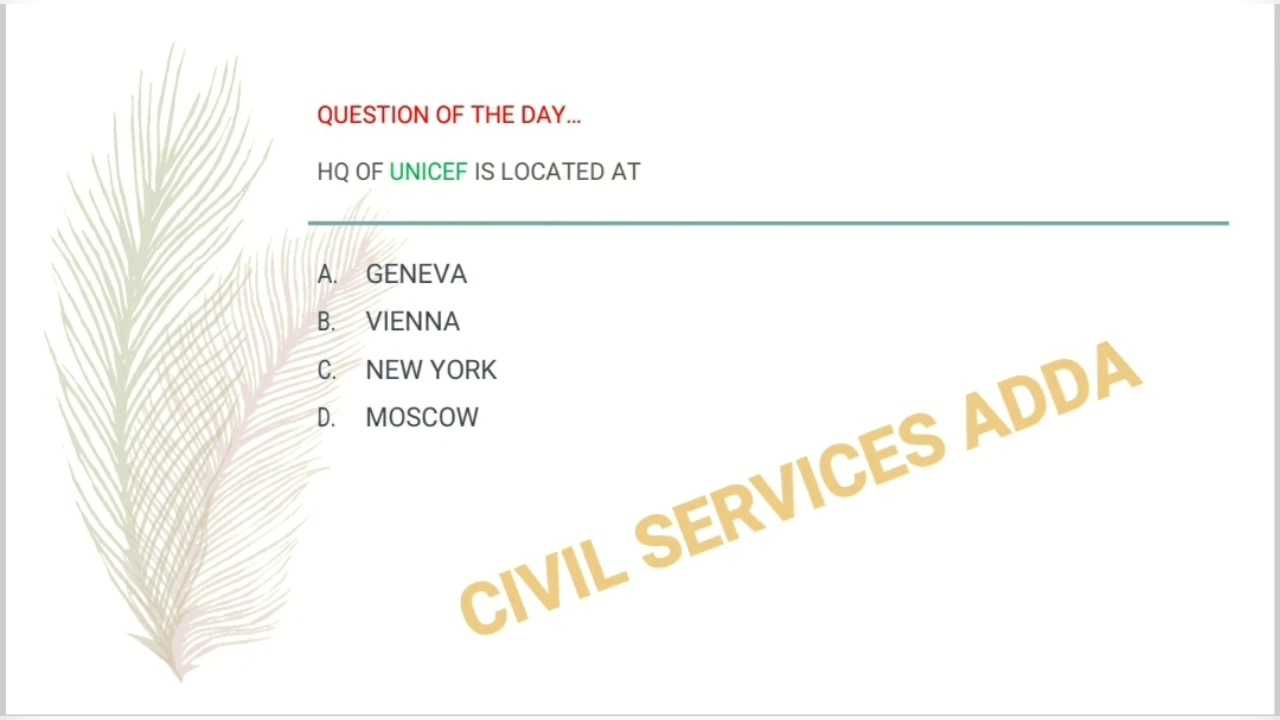 QUESTION OF THE DAY...
HQ OF UNICEF IS LOCATED AT
A. GENEVA
B. VIENNA
C. NEW YORK
D. MOSCOW
CIVIL SERVICES ADDA